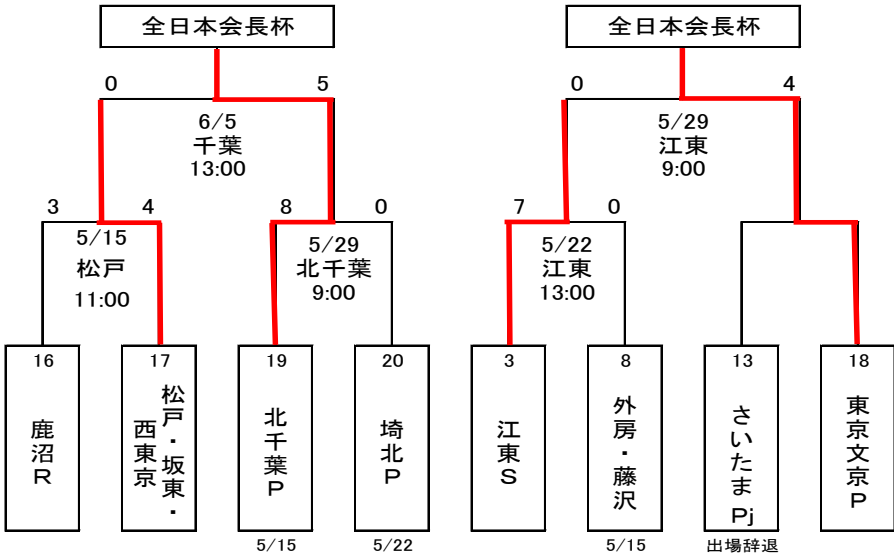 全日本会長杯
全日本会長杯
0
5
0
4
6/5
千葉
13:00
5/29
江東
9:00
3
4
8
0
7
0
5/15
松戸
11:00
5/29
北千葉
9:00
5/22
江東
13:00
16
17
19
20
3
8
13
18
鹿沼R
松戸・坂東・
西東京
北千葉P
埼北P
江東S
外房・藤沢
さいたまPj
東京文京P
5/15
5/22
5/15
出場辞退